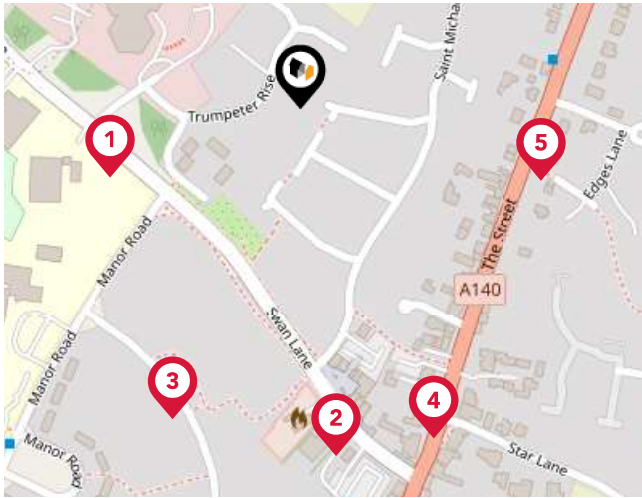 Saint Micha
Trumpeter Rise
1
5
Edges Lane
Manor Road
The Street
A140
Swan Lane
Manor Road
3
2
4
Star Lane
Manor Road